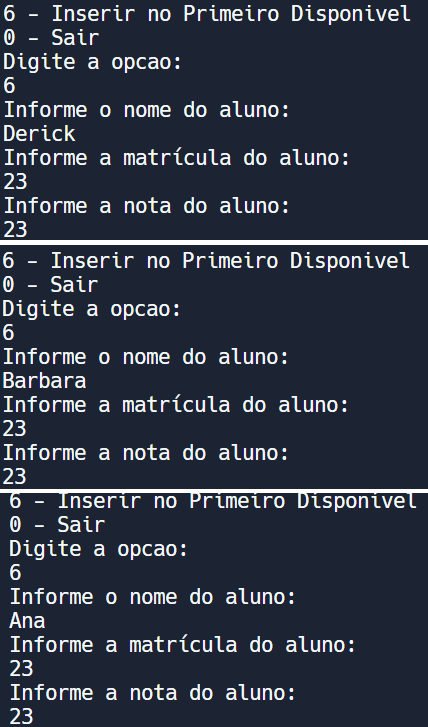 6 - Inserir no Primeiro Disponivel
0 - Sair
Digite a opcao:
6
Informe o nome do aluno:
Derick
Informe a matrícula do aluno:
23
Informe a nota do aluno:
23
6 - Inserir no Primeiro Disponivel
0 - Sair
Digite a opcao:
6
Informe o nome do aluno:
Barbara
Informe a matrícula do aluno:
23
Informe a nota do aluno:
23
6 - Inserir no Primeiro Disponivel
0 - Sair
Digite a opcao:
6
Informe o nome do aluno:
Ana
Informe a matrícula do aluno:
23
Informe a nota do aluno:
23